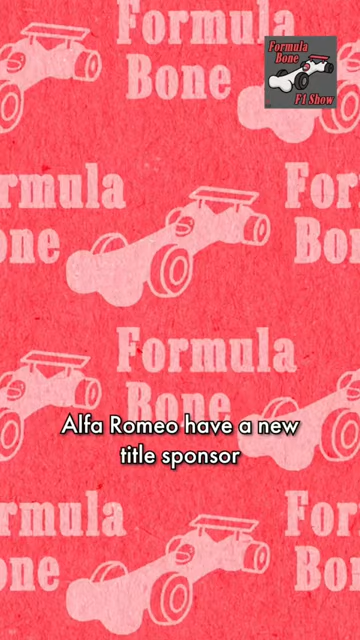 Formula
Bone
Formula
Bone
F1 Show
rmula
one
For
Bo
Formula
Bone
Alfa Romeo have a new
title sponsor
rmula
one
For
Bo